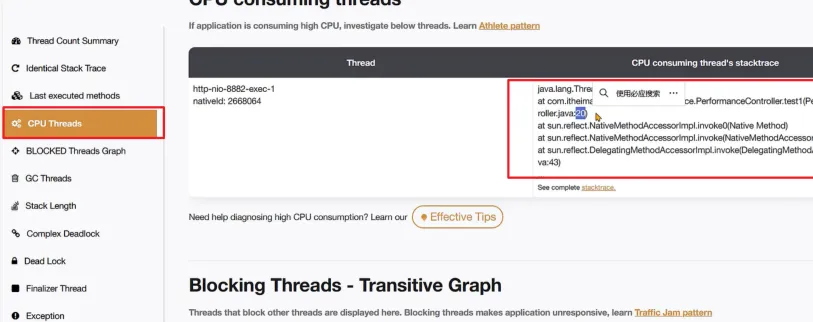 CPU consuming threads
If application is consuming high CPU, investigate below threads. Learn Athlete pattern
Thread Count Summary
Identical Stack Trace
Last executed methods
CPU Threads
BLOCKED Threads Graph
GC Threads
Stack Length
Complex Deadlock
Dead Lock
Finalizer Thread
Exception
Thread
CPU consuming thread's stacktrace
http-nio-8882-exec-1
nativeId: 2668064
java.lang.Threa
at com.itheima
ce.PerformanceController.test1(Pe
roller.java:20)
at sun.reflect.NativeMethodAccessorImpl.invoke0(Native Method)
at sun.reflect.NativeMethodAccessorImpl.invoke(NativeMethodAccessor
at sun.reflect.DelegatingMethodAccessorImpl.invoke(DelegatingMethodA
va:43)
使用必应搜索 ···
See complete stacktrace.
Need help diagnosing high CPU consumption? Learn our
Effective Tips
Blocking Threads - Transitive Graph
Threads that block other threads are displayed here. Blocking threads makes application unresponsive, learn Traffic Jam pattern